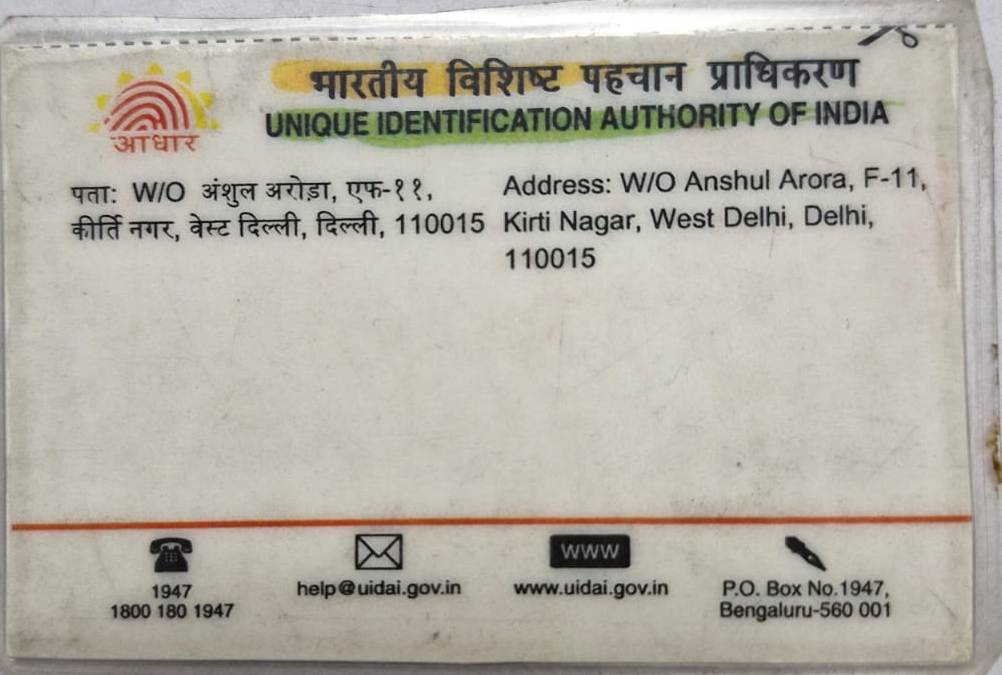 भारतीय विशिष्ट पहचान प्राधिकरण
UNIQUE IDENTIFICATION AUTHORITY OF INDIA
आधार
पता: W/O अंशुल अरोड़ा, एफ-११,
कीर्ति नगर, वेस्ट दिल्ली, दिल्ली, 110015
Address: W/O Anshul Arora, F-11,
Kirti Nagar, West Delhi, Delhi,
110015
1947
1800 180 1947
help@uidai.gov.in
www
www.uidai.gov.in
P.O. Box No.1947,
Bengaluru-560 001